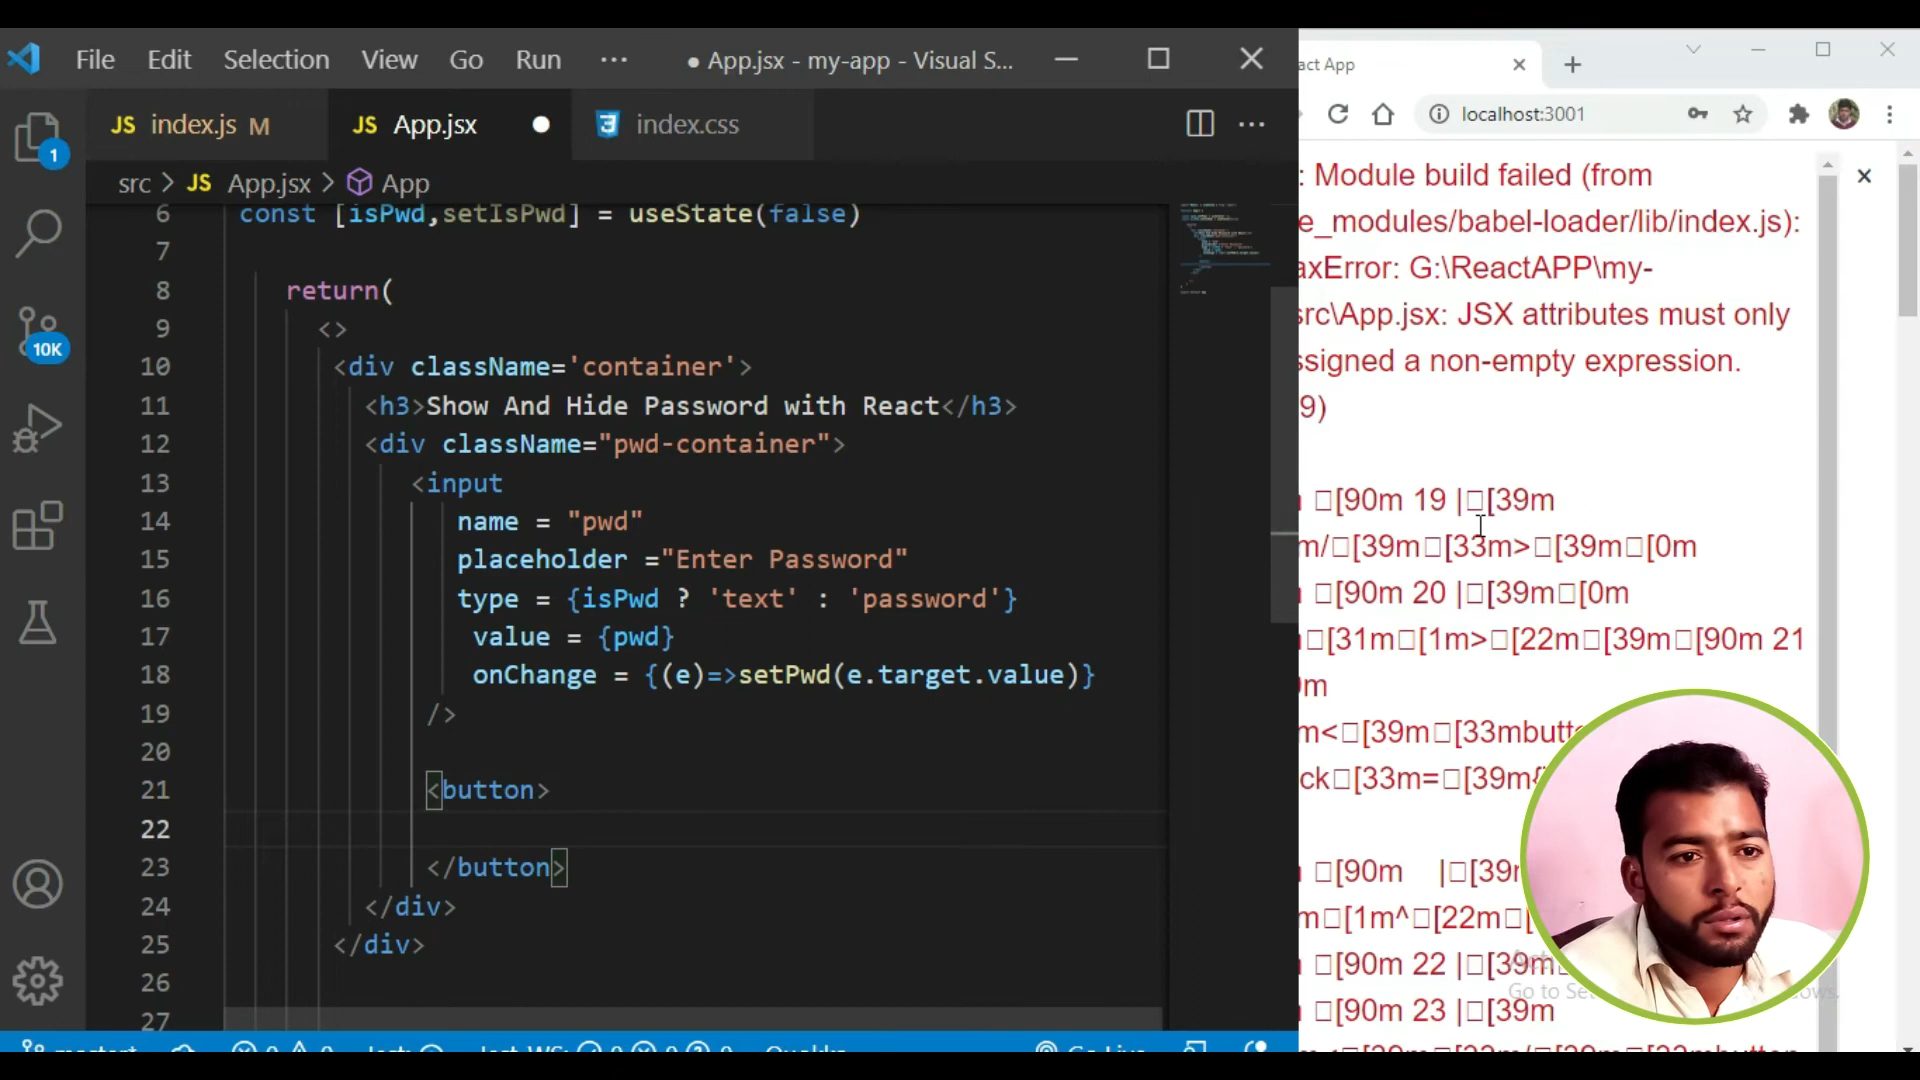 File Edit Selection View Go Run ··· ● App.jsx - my-app - Visual S...
JS index.js M JS App.jsx index.css
src > JS App.jsx > App
1
10K
6 const [isPwd,setIsPwd] = useState(false)
7
8 return(
9 <>
10 <div className='container'>
11 <h3>Show And Hide Password with React</h3>
12 <div className="pwd-container">
13 <input
14 name = "pwd"
15 placeholder ="Enter Password"
16 type = {isPwd ? 'text' : 'password'}
17 value = {pwd}
18 onChange = {(e)=>setPwd(e.target.value)}
19 />
20
21 <button>
22
23 </button>
24 </div>
25 </div>
26
27
act App
localhost:3001
: Module build failed (from
e_modules/babel-loader/lib/index.js):
axError: G:\ReactAPP\my-
src\App.jsx: JSX attributes must only
ssigned a non-empty expression.
9)
□[90m 19 |□[39m
m/□[39m□[33m>□[39m□[0m
□[90m 20 |□[39m□[0m
□[31m□[1m>□[22m□[39m□[90m 21
m<□[39m□[33mbutt
ck□[33m=□[39m{
□[90m |□[39
m□[1m^□[22m□[
□[90m 22 |□[39m
□[90m 23 |□[39m
Go to Se